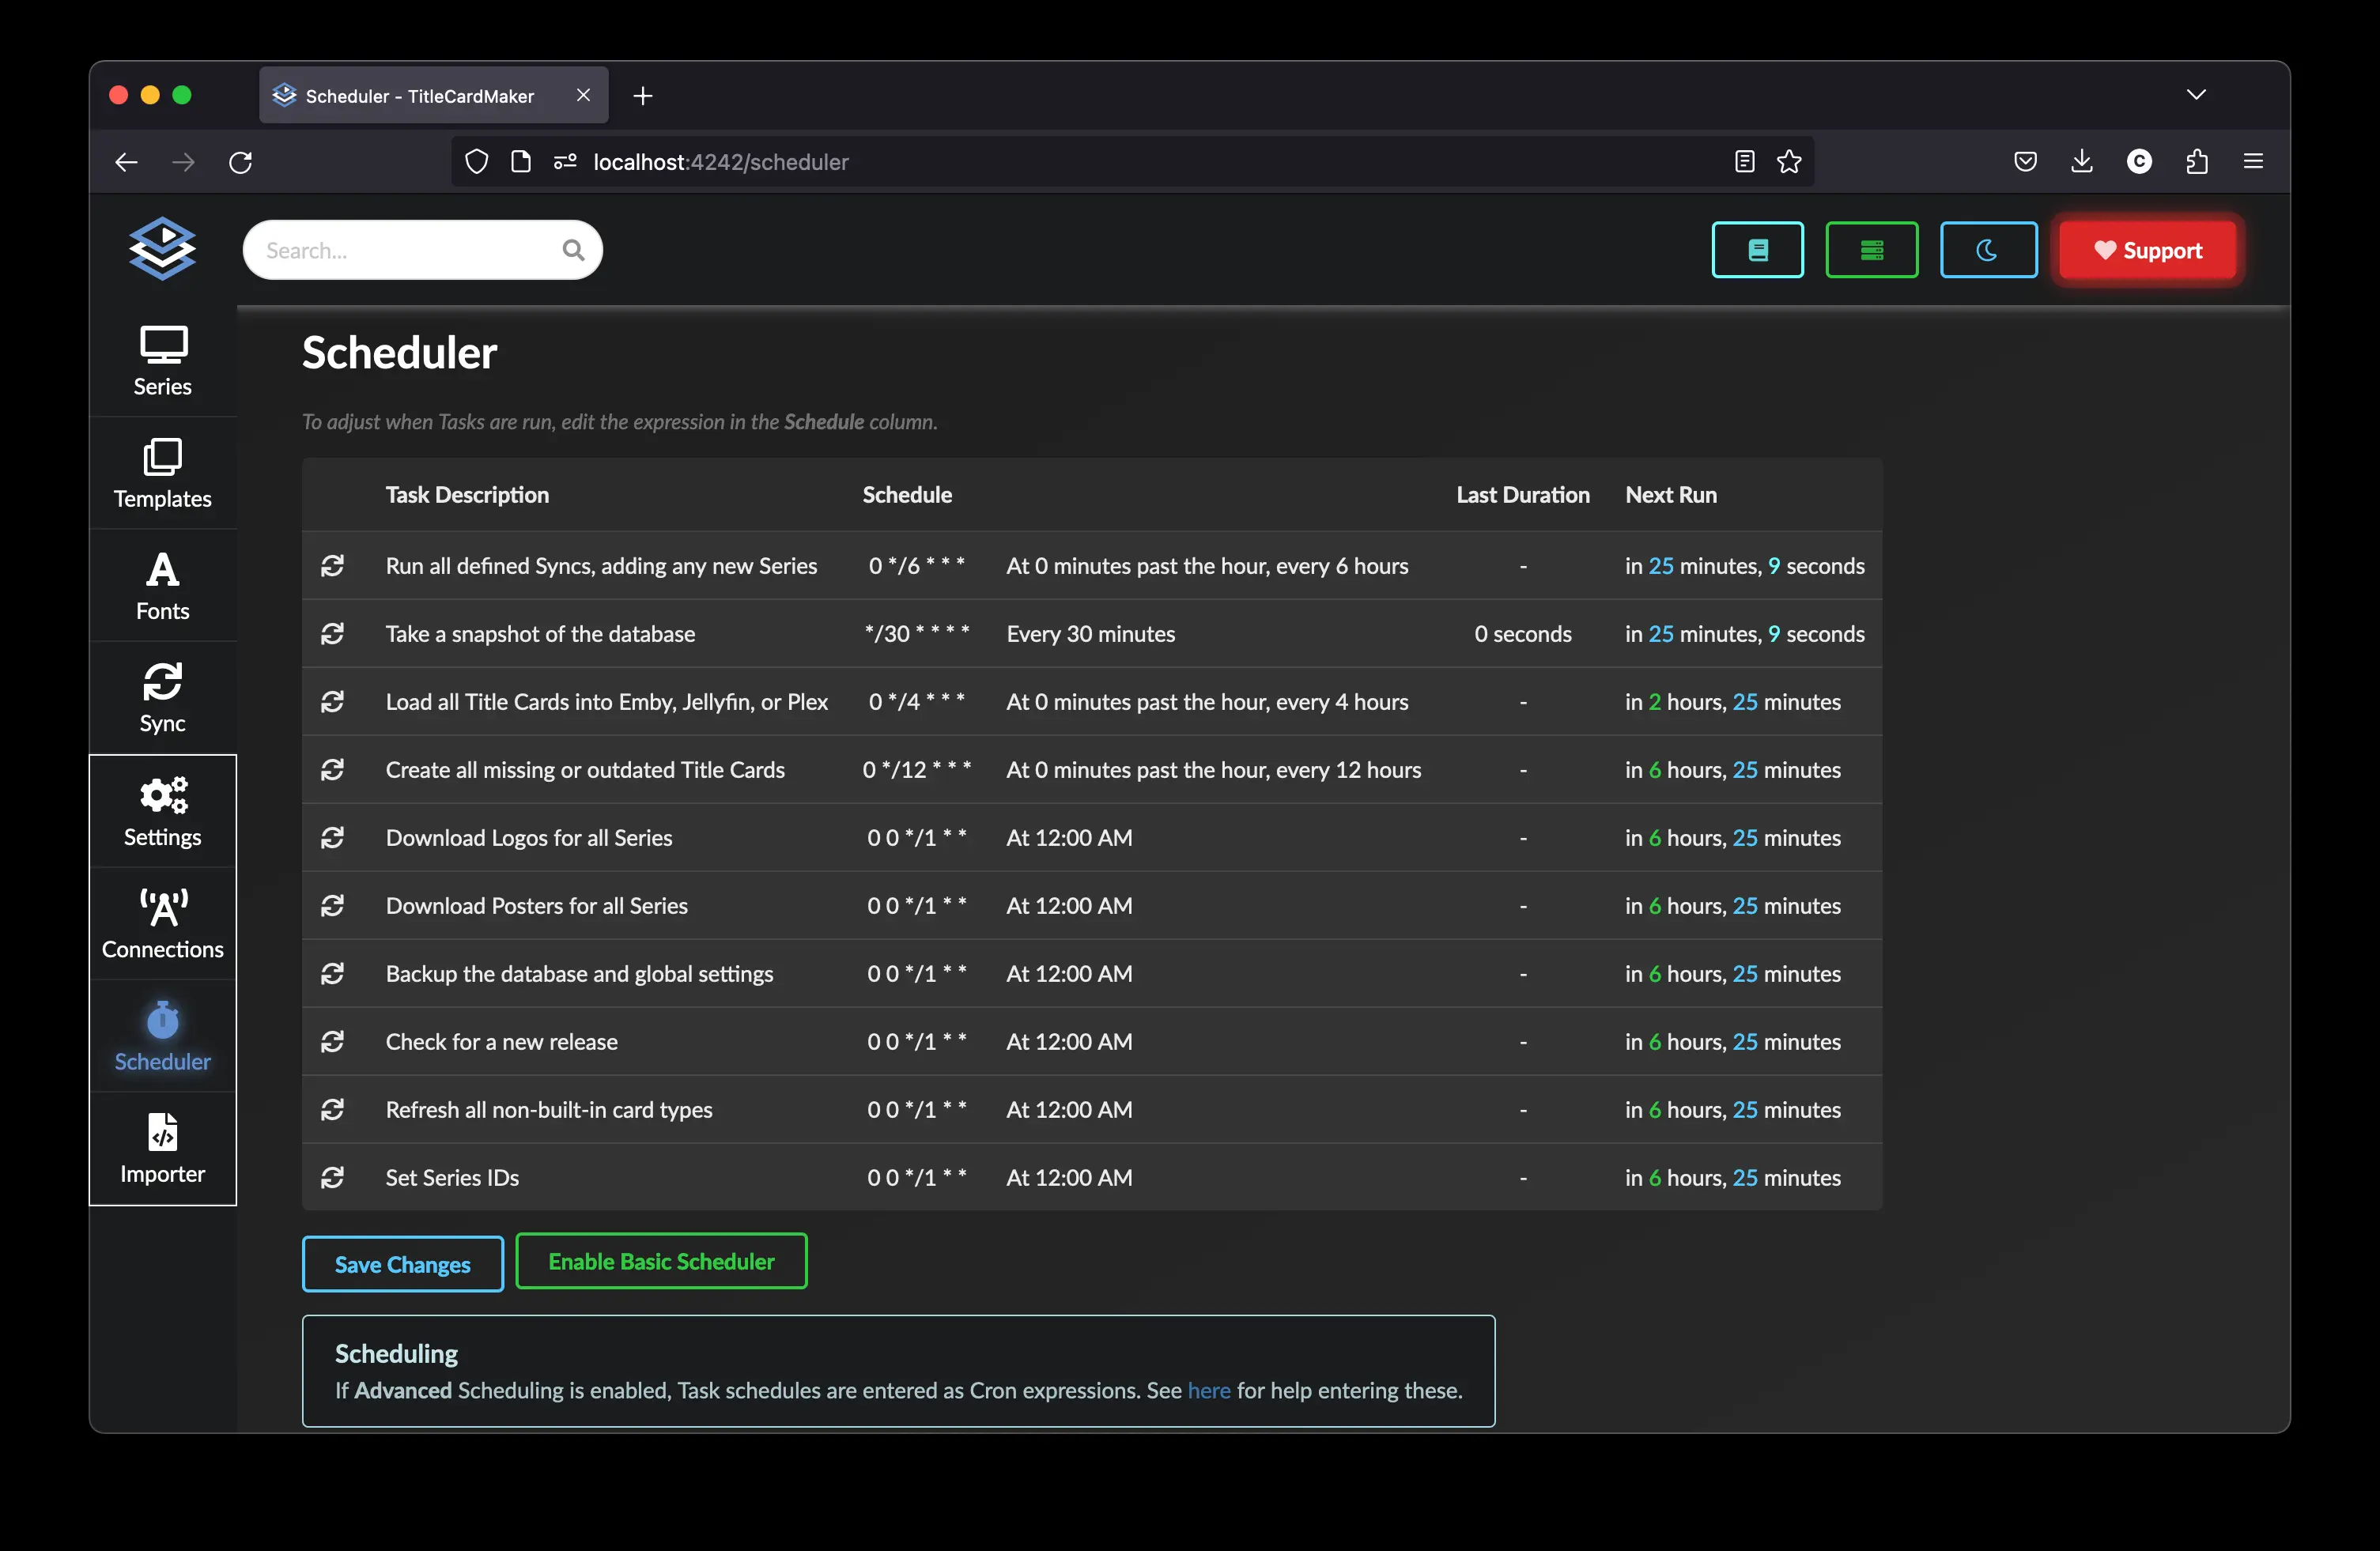 Scheduler - TitleCardMaker
localhost:4242/scheduler
C
Search...
Support
Series
Templates
Fonts
Sync
Settings
Connections
Scheduler
Importer
Scheduler
To adjust when Tasks are run, edit the expression in the Schedule column.
Task Description Schedule Last Duration Next Run
Run all defined Syncs, adding any new Series 0 */6 * * * At 0 minutes past the hour, every 6 hours - in 25 minutes, 9 seconds
Take a snapshot of the database */30 * * * * Every 30 minutes 0 seconds in 25 minutes, 9 seconds
Load all Title Cards into Emby, Jellyfin, or Plex 0 */4 * * * At 0 minutes past the hour, every 4 hours - in 2 hours, 25 minutes
Create all missing or outdated Title Cards 0 */12 * * * At 0 minutes past the hour, every 12 hours - in 6 hours, 25 minutes
Download Logos for all Series 0 0 */1 * * At 12:00 AM - in 6 hours, 25 minutes
Download Posters for all Series 0 0 */1 * * At 12:00 AM - in 6 hours, 25 minutes
Backup the database and global settings 0 0 */1 * * At 12:00 AM - in 6 hours, 25 minutes
Check for a new release 0 0 */1 * * At 12:00 AM - in 6 hours, 25 minutes
Refresh all non-built-in card types 0 0 */1 * * At 12:00 AM - in 6 hours, 25 minutes
Set Series IDs 0 0 */1 * * At 12:00 AM - in 6 hours, 25 minutes
Save Changes Enable Basic Scheduler
Scheduling
If Advanced Scheduling is enabled, Task schedules are entered as Cron expressions. See here for help entering these.